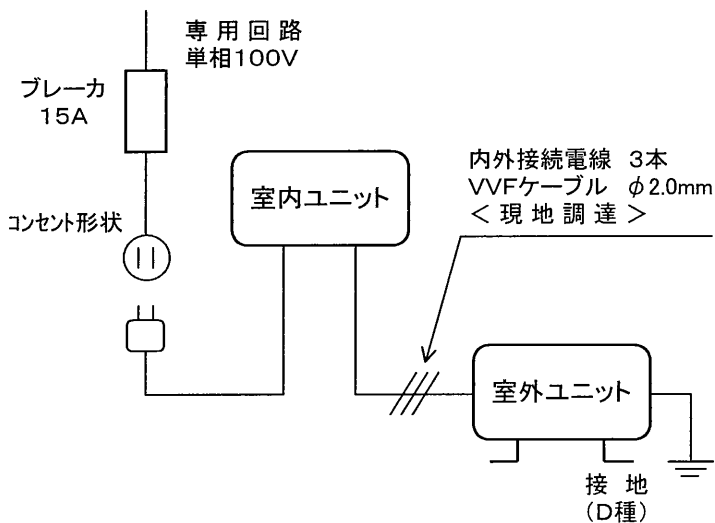 専用回路
単相100V
ブレーカ
15A
コンセント形状
室内ユニット
内外接続電線 3本
VVFケーブル φ2.0mm
<現地調達>
室外ユニット
接地
(D種)